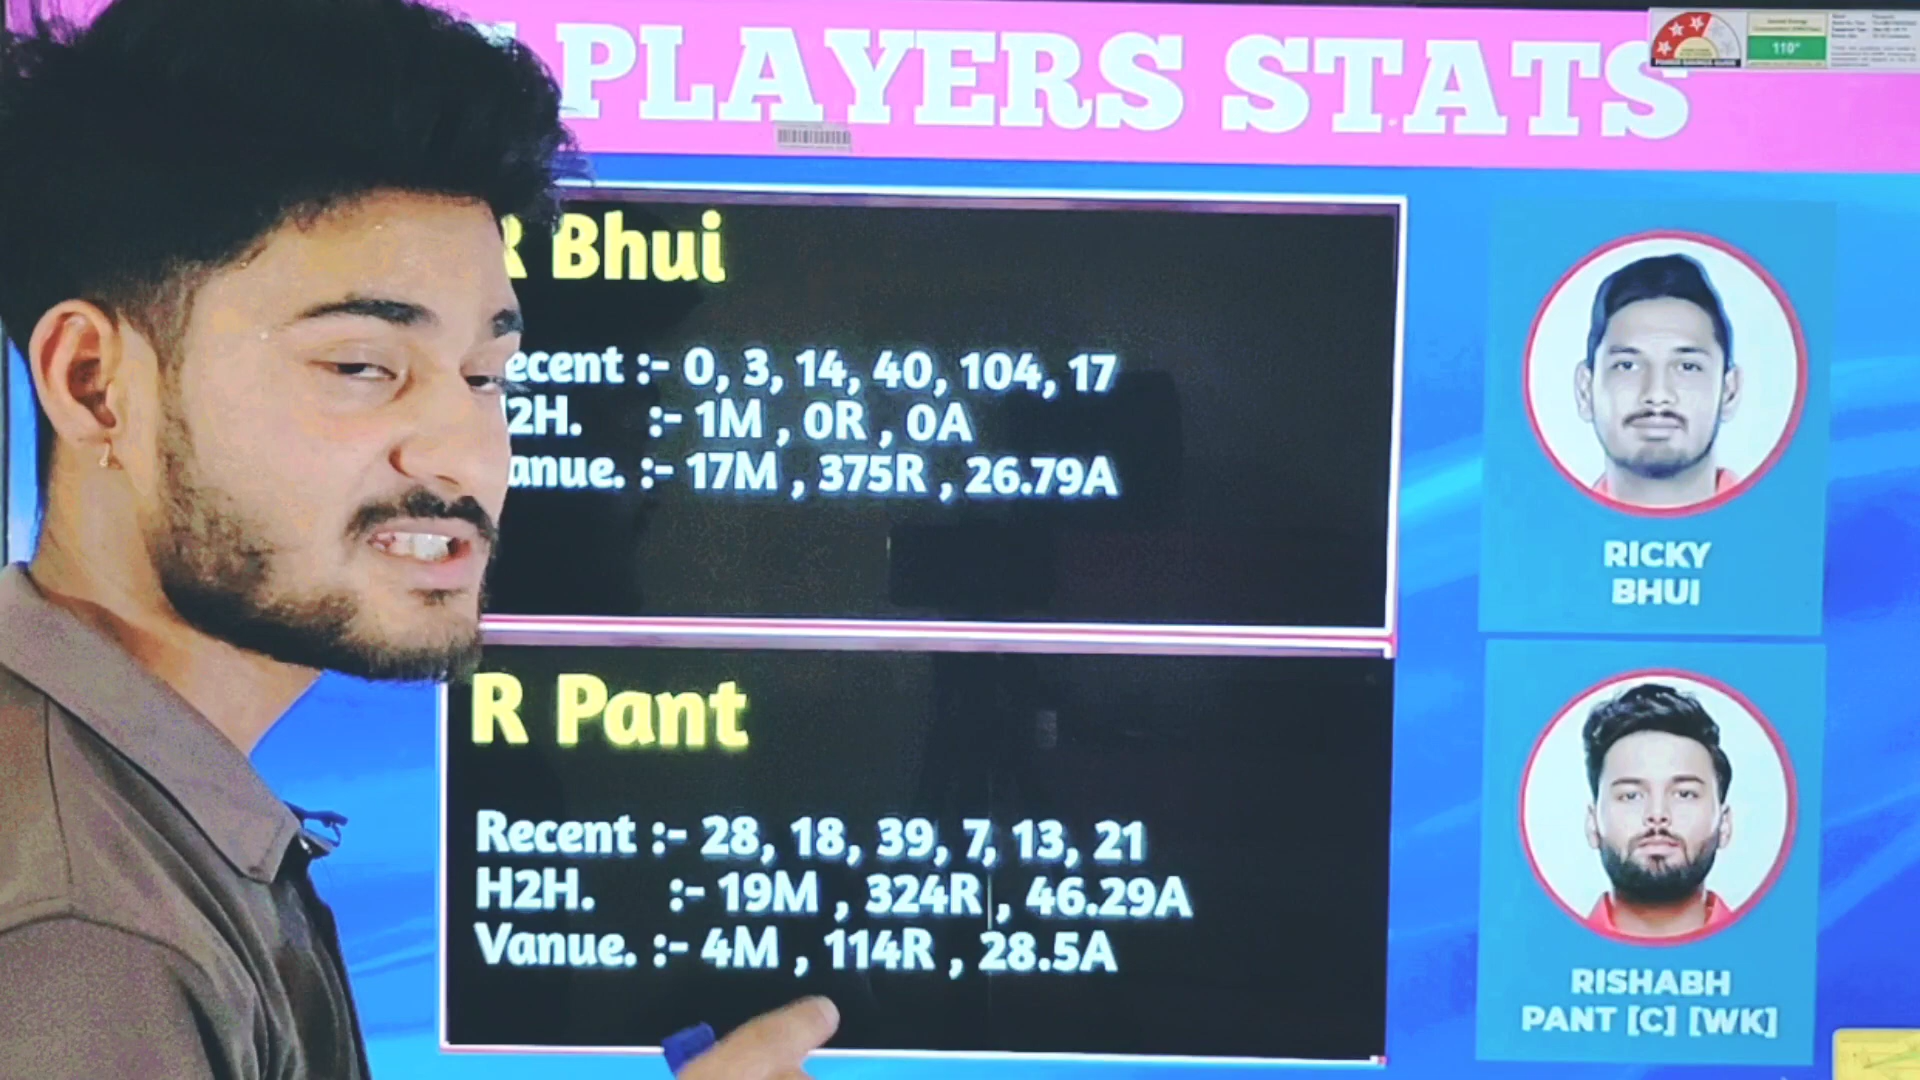 PLAYERS STATS
110"
R Bhui
ecent :- 0, 3, 14, 40, 104, 17
2H. :- 1M , 0R , 0A
anue. :- 17M , 375R , 26.79A
RICKY
BHUI
R Pant
Recent :- 28, 18, 39, 7, 13, 21
H2H. :- 19M , 324R , 46.29A
Vanue. :- 4M , 114R , 28.5A
RISHABH
PANT [C] [WK]